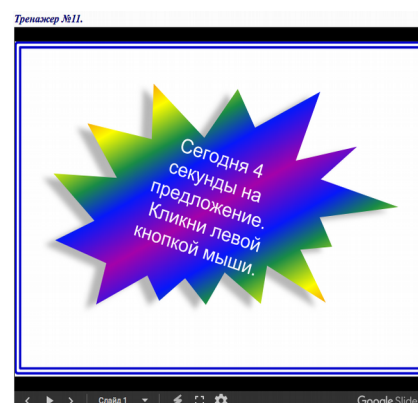 Тренажер №11.
Сегодня 4
секунды на
предложение.
Кликни левой
кнопкой мыши.
Слайд 1
Google Slide